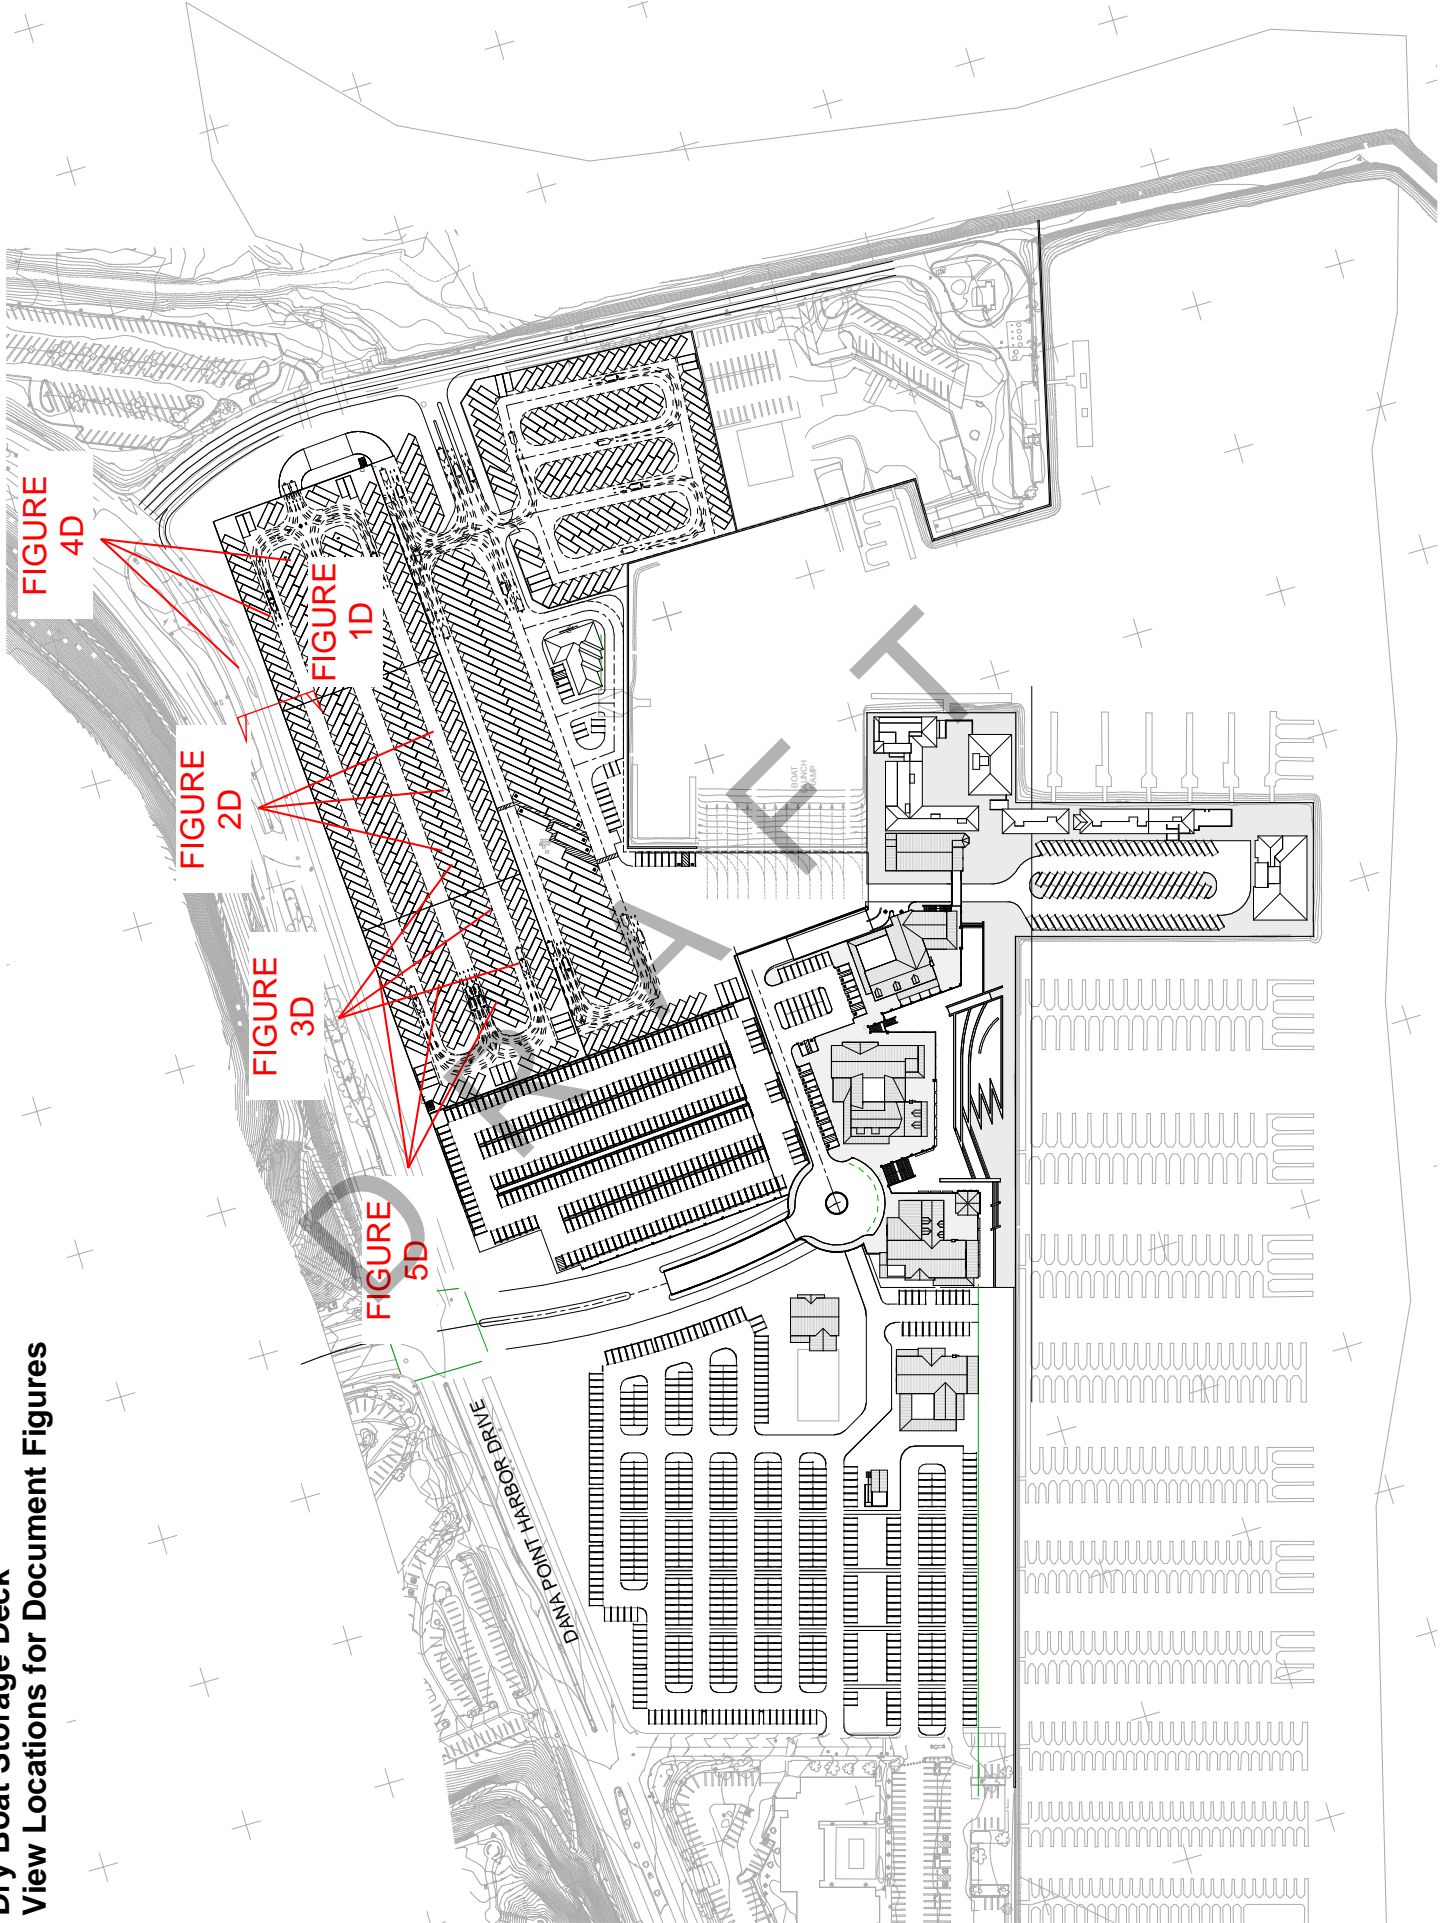 Dry Boat Storage Deck
View Locations for Document Figures
FIGURE
4D
FIGURE
1D
FIGURE
2D
FIGURE
3D
FIGURE
5D
DRAFT
DANA POINT HARBOR DRIVE
BOAT